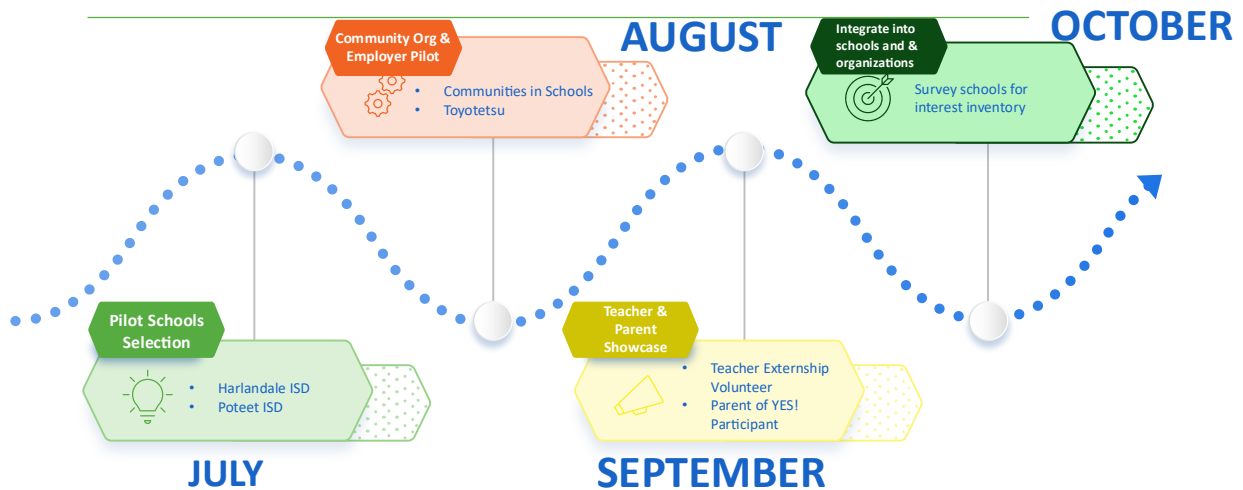 Community Org &
Employer Pilot
AUGUST
• Communities in Schools
• Toyotetsu
Integrate into
schools and &
organizations
OCTOBER
Survey schools for
interest inventory
Pilot Schools
Selection
• Harlandale ISD
• Poteet ISD
JULY
Teacher &
Parent
Showcase
• Teacher Externship
Volunteer
• Parent of YES!
Participant
SEPTEMBER